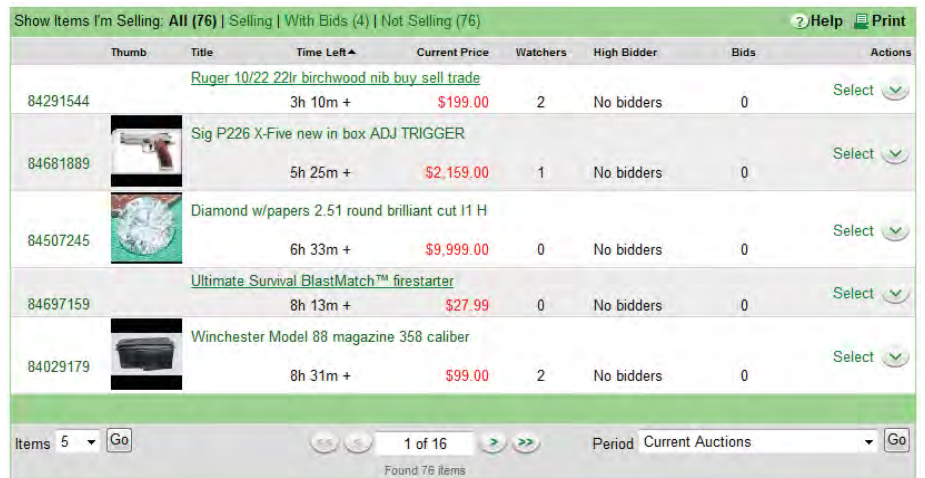 Show Items I'm Selling: All (76) | Selling | With Bids (4) | Not Selling (76) ? Help Print
Thumb Title Time Left Current Price Watchers High Bidder Bids Actions
Ruger 10/22 22lr birchwood nib buy sell trade
84291544 3h 10m + $199.00 2 No bidders 0 Select
Sig P226 X-Five new in box ADJ TRIGGER
84681889 5h 25m + $2,159.00 1 No bidders 0 Select
Diamond w/papers 2.51 round brilliant cut I1 H
84507245 6h 33m + $9,999.00 0 No bidders 0 Select
Ultimate Survival BlastMatch™ firestarter
84697159 8h 13m + $27.99 0 No bidders 0 Select
Winchester Model 88 magazine 358 caliber
84029179 8h 31m + $99.00 2 No bidders 0 Select
Items 5 Go << < 1 of 16 > >> Period Current Auctions Go
Found 76 items